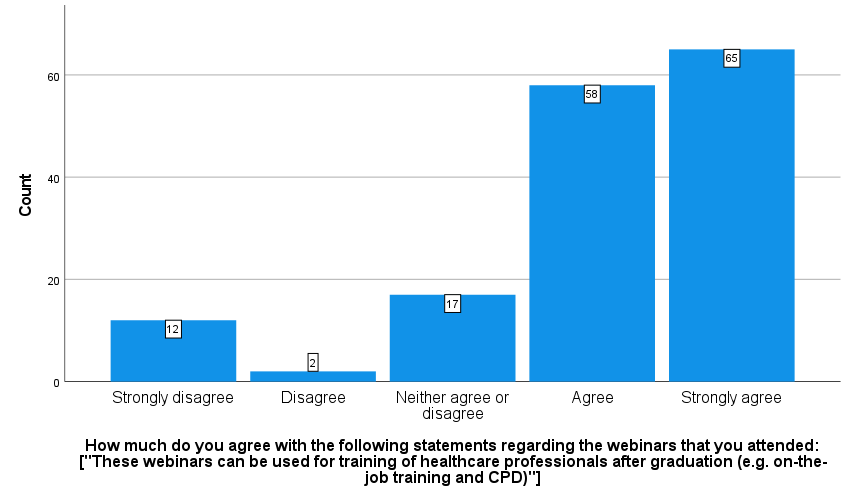 Count
60
40
20
0
12
2
17
58
65
Strongly disagree
Disagree
Neither agree or
disagree
Agree
Strongly agree
How much do you agree with the following statements regarding the webinars that you attended:
[''These webinars can be used for training of healthcare professionals after graduation (e.g. on-the-
job training and CPD)'']